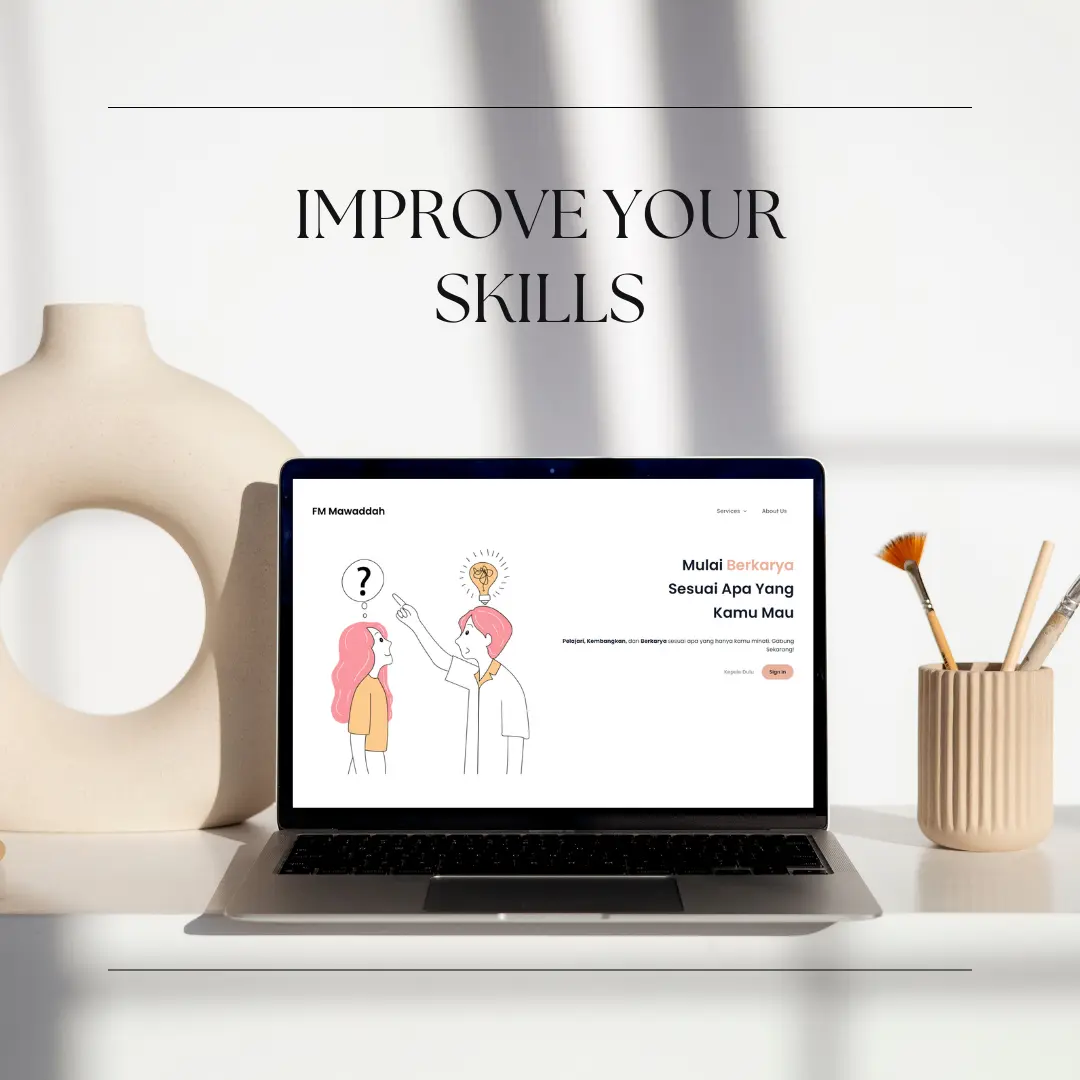 IMPROVE YOUR
SKILLS
FM Mawaddah
Services
About Us
?
Mulai Berkarya
Sesuai Apa Yang
Kamu Mau
Pelajari, Kembangkan, dan Berkarya sesuai apa yang hanya kamu minati. Gabung
Sekarang!
Sign in